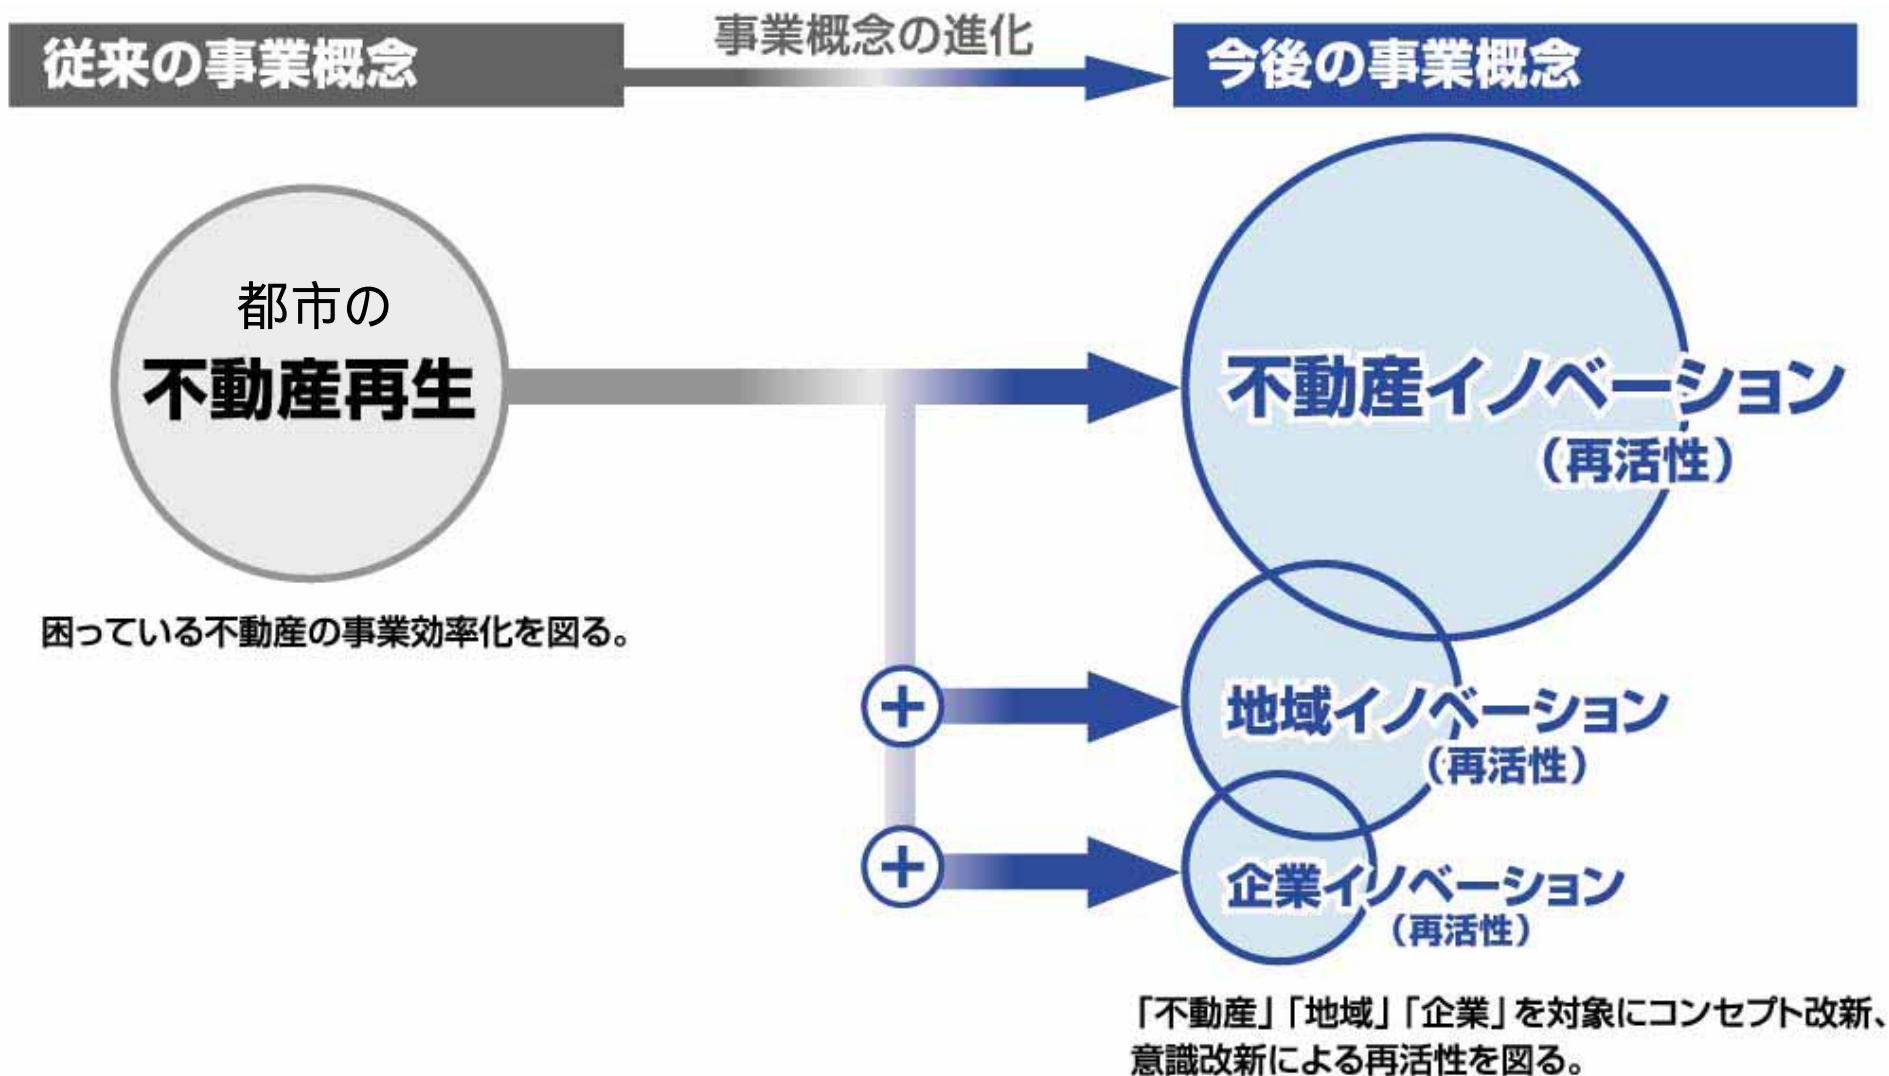 従来の事業概念
事業概念の進化
今後の事業概念
都市の
不動産再生
困っている不動産の事業効率化を図る。
不動産イノベーション
（再活性）
+
地域イノベーション
（再活性）
+
企業イノベーション
（再活性）
「不動産」「地域」「企業」を対象にコンセプト改新、
意識改新による再活性を図る。